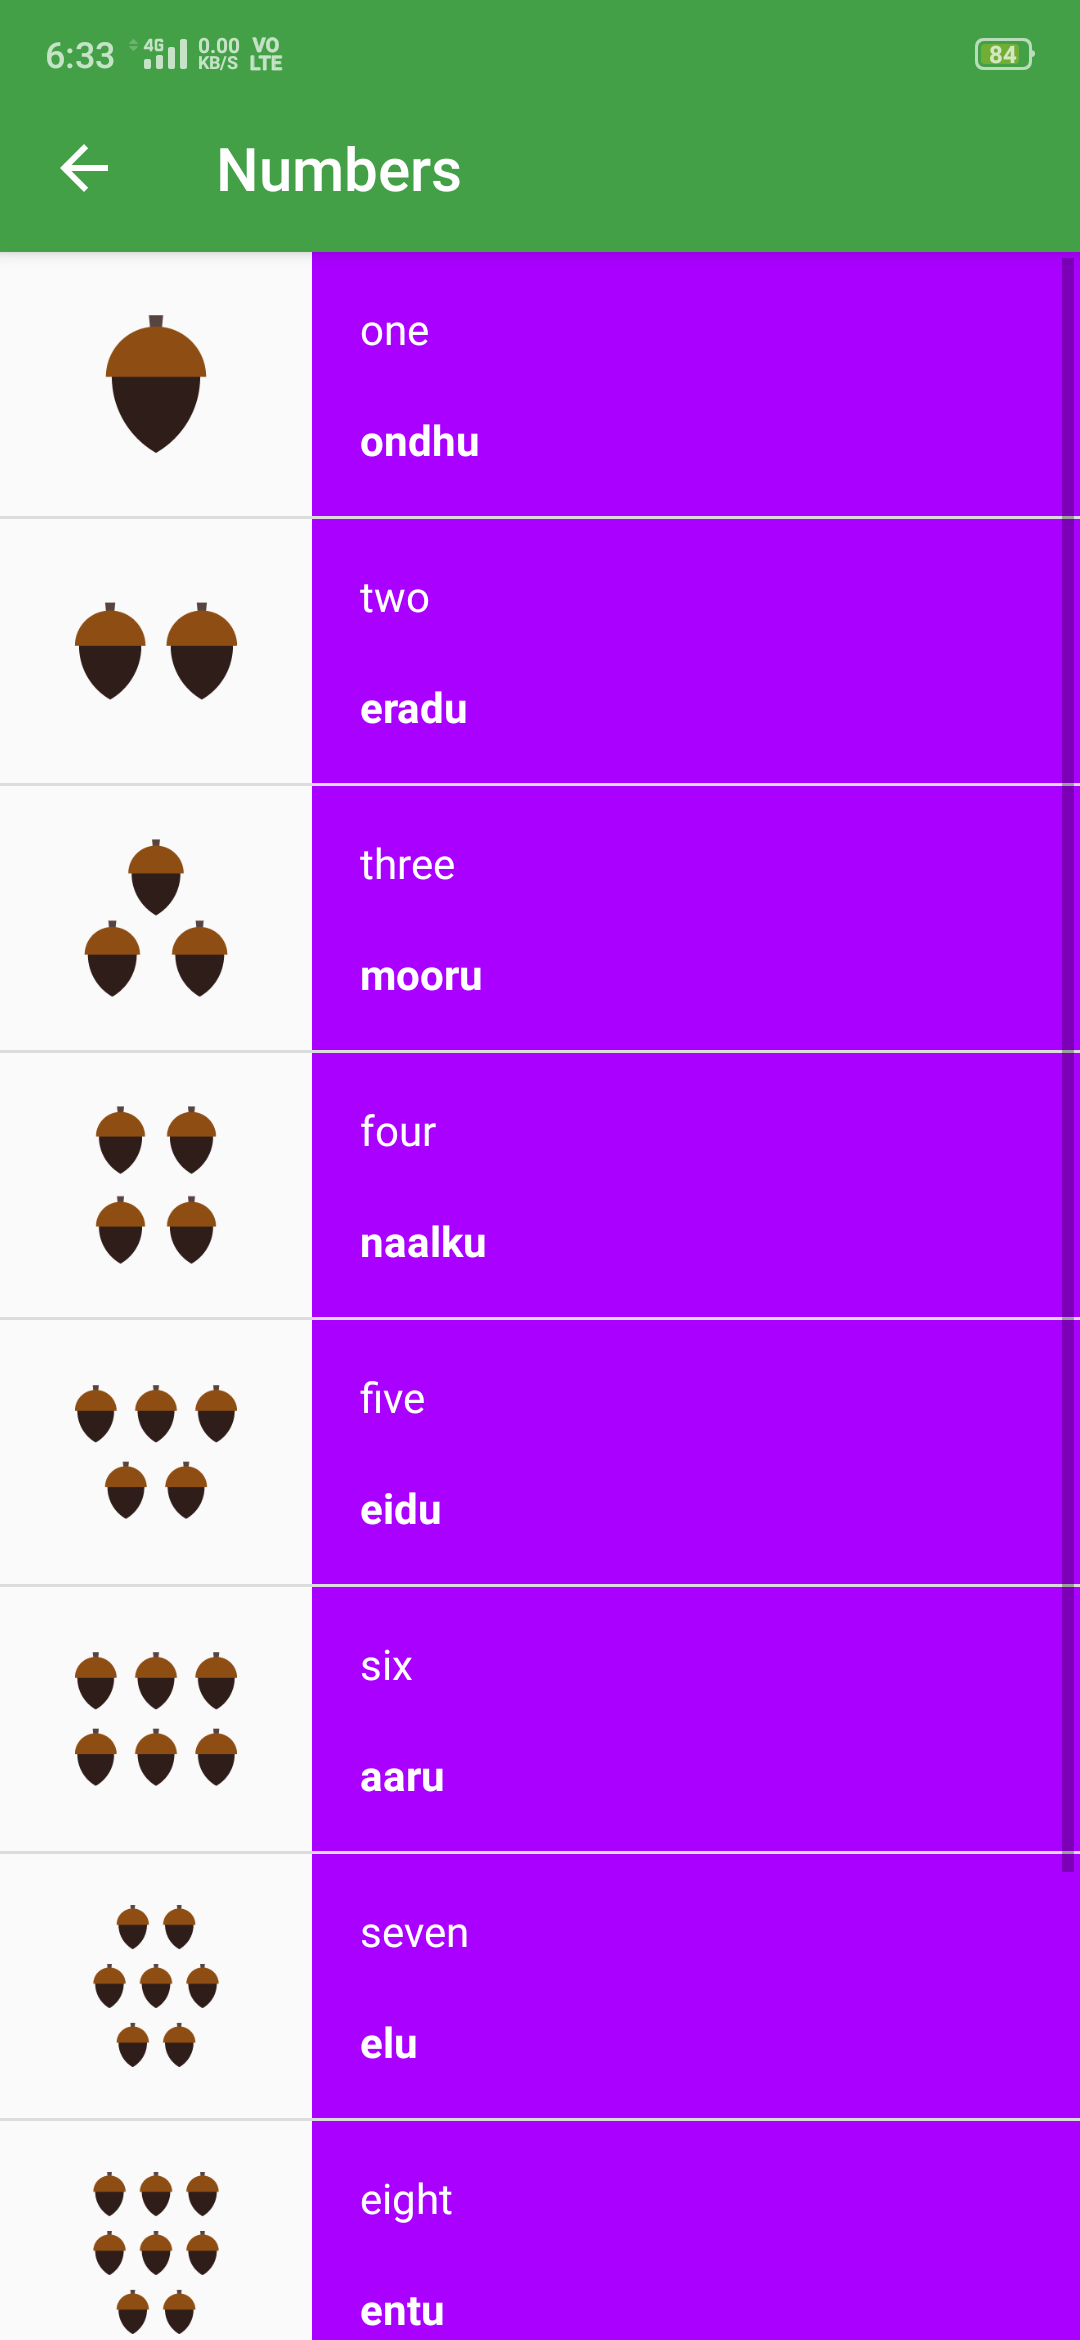 6:33 4G 0.00 KB/S VO LTE 84
Numbers
one
ondhu
two
eradu
three
mooru
four
naalku
five
eidu
six
aaru
seven
elu
eight
entu